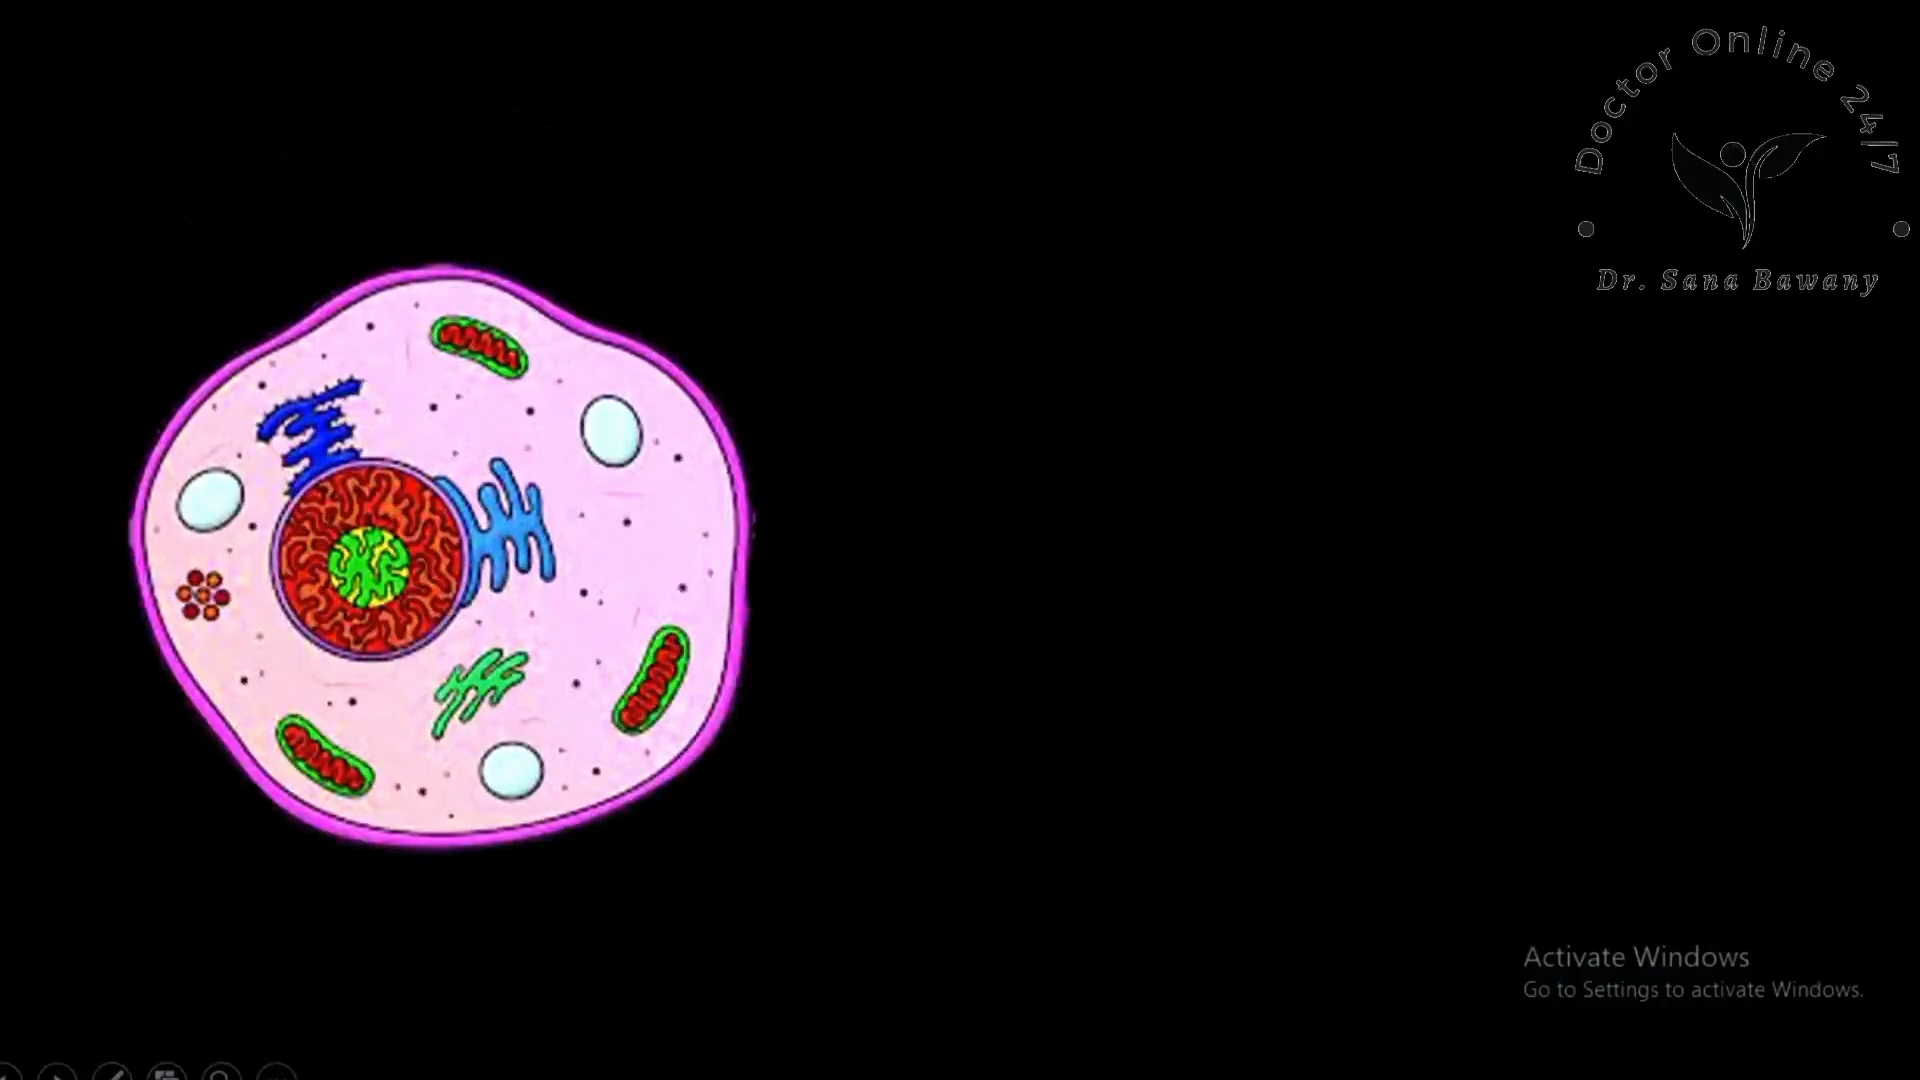 Doctor Online 24/7
Dr. Sana Bawany
Activate Windows
Go to Settings to activate Windows.